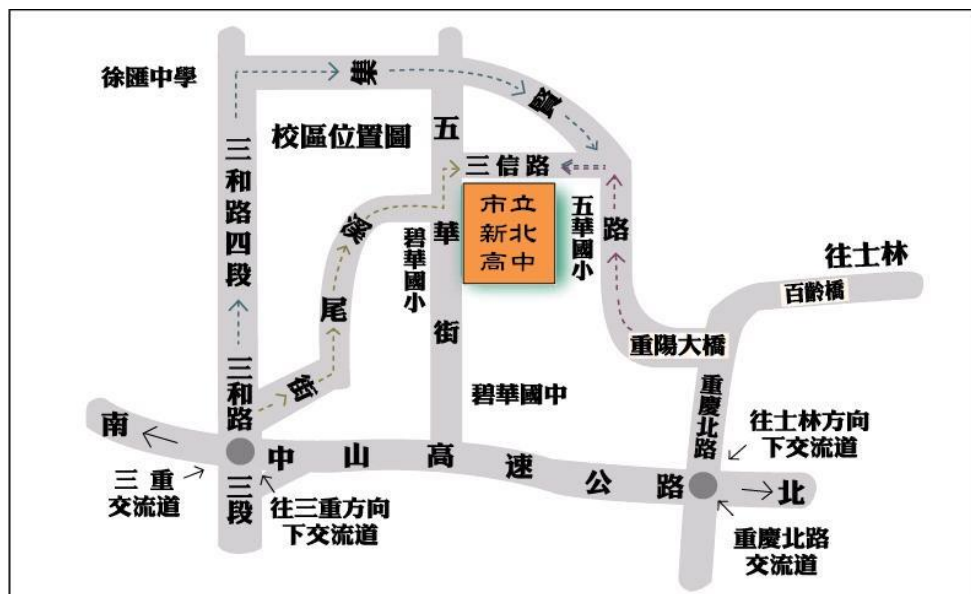 徐匯中學
校區位置圖
集賢路
三和路四段
五華街
三信路
市立
新北
高中
五華國小
碧華國小
溪尾街
往士林
百齡橋
重陽大橋
重慶北路
三和路
三段
碧華國中
南
中山高速公路
北
三重
交流道
往三重方向
下交流道
往士林方向
下交流道
重慶北路
交流道